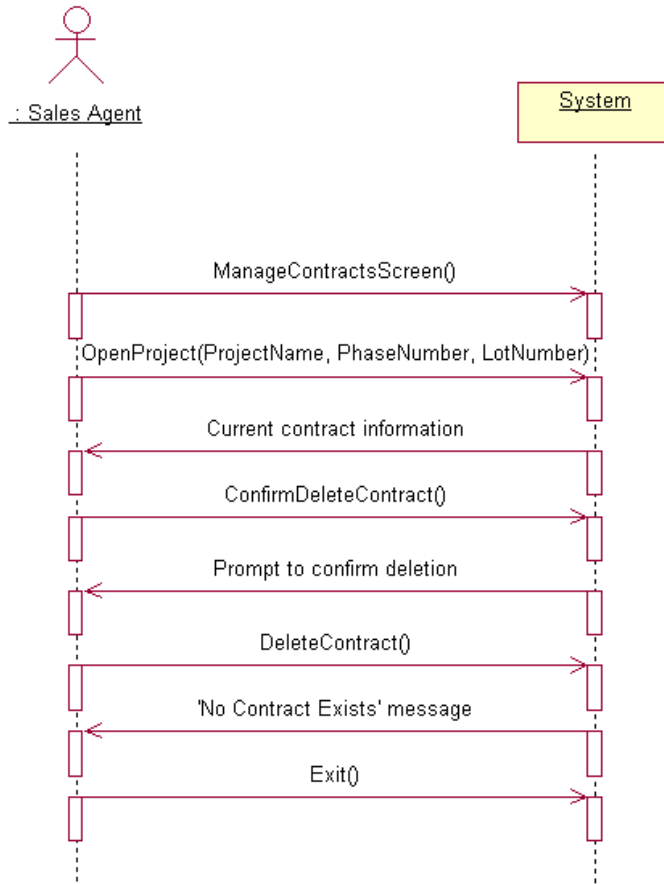 : Sales Agent
System
ManageContractsScreen()
OpenProject(ProjectName, PhaseNumber, LotNumber)
Current contract information
ConfirmDeleteContract()
Prompt to confirm deletion
DeleteContract()
'No Contract Exists' message
Exit()